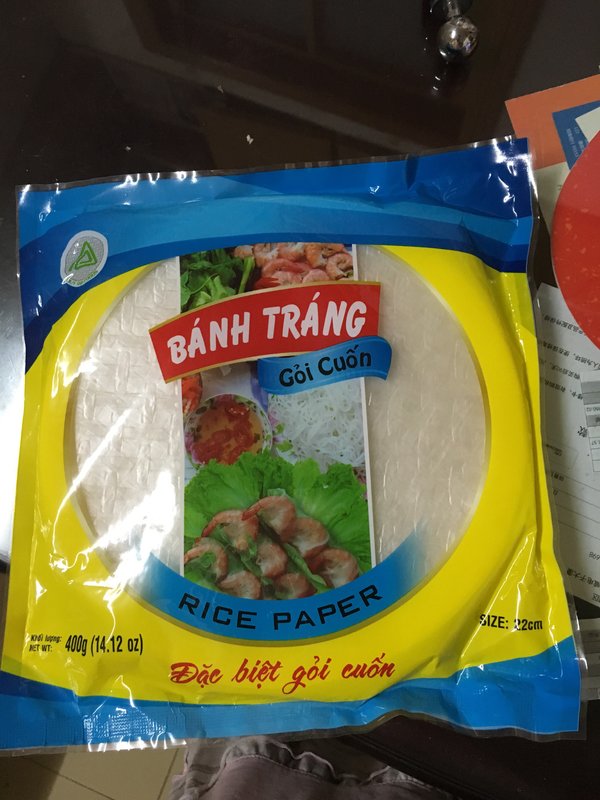 BÁNH TRÁNG
Gỏi Cuốn
RICE PAPER
Khối lượng:
NET WT: 400g (14.12 oz)
SIZE: 22cm
Đặc biệt gỏi cuốn